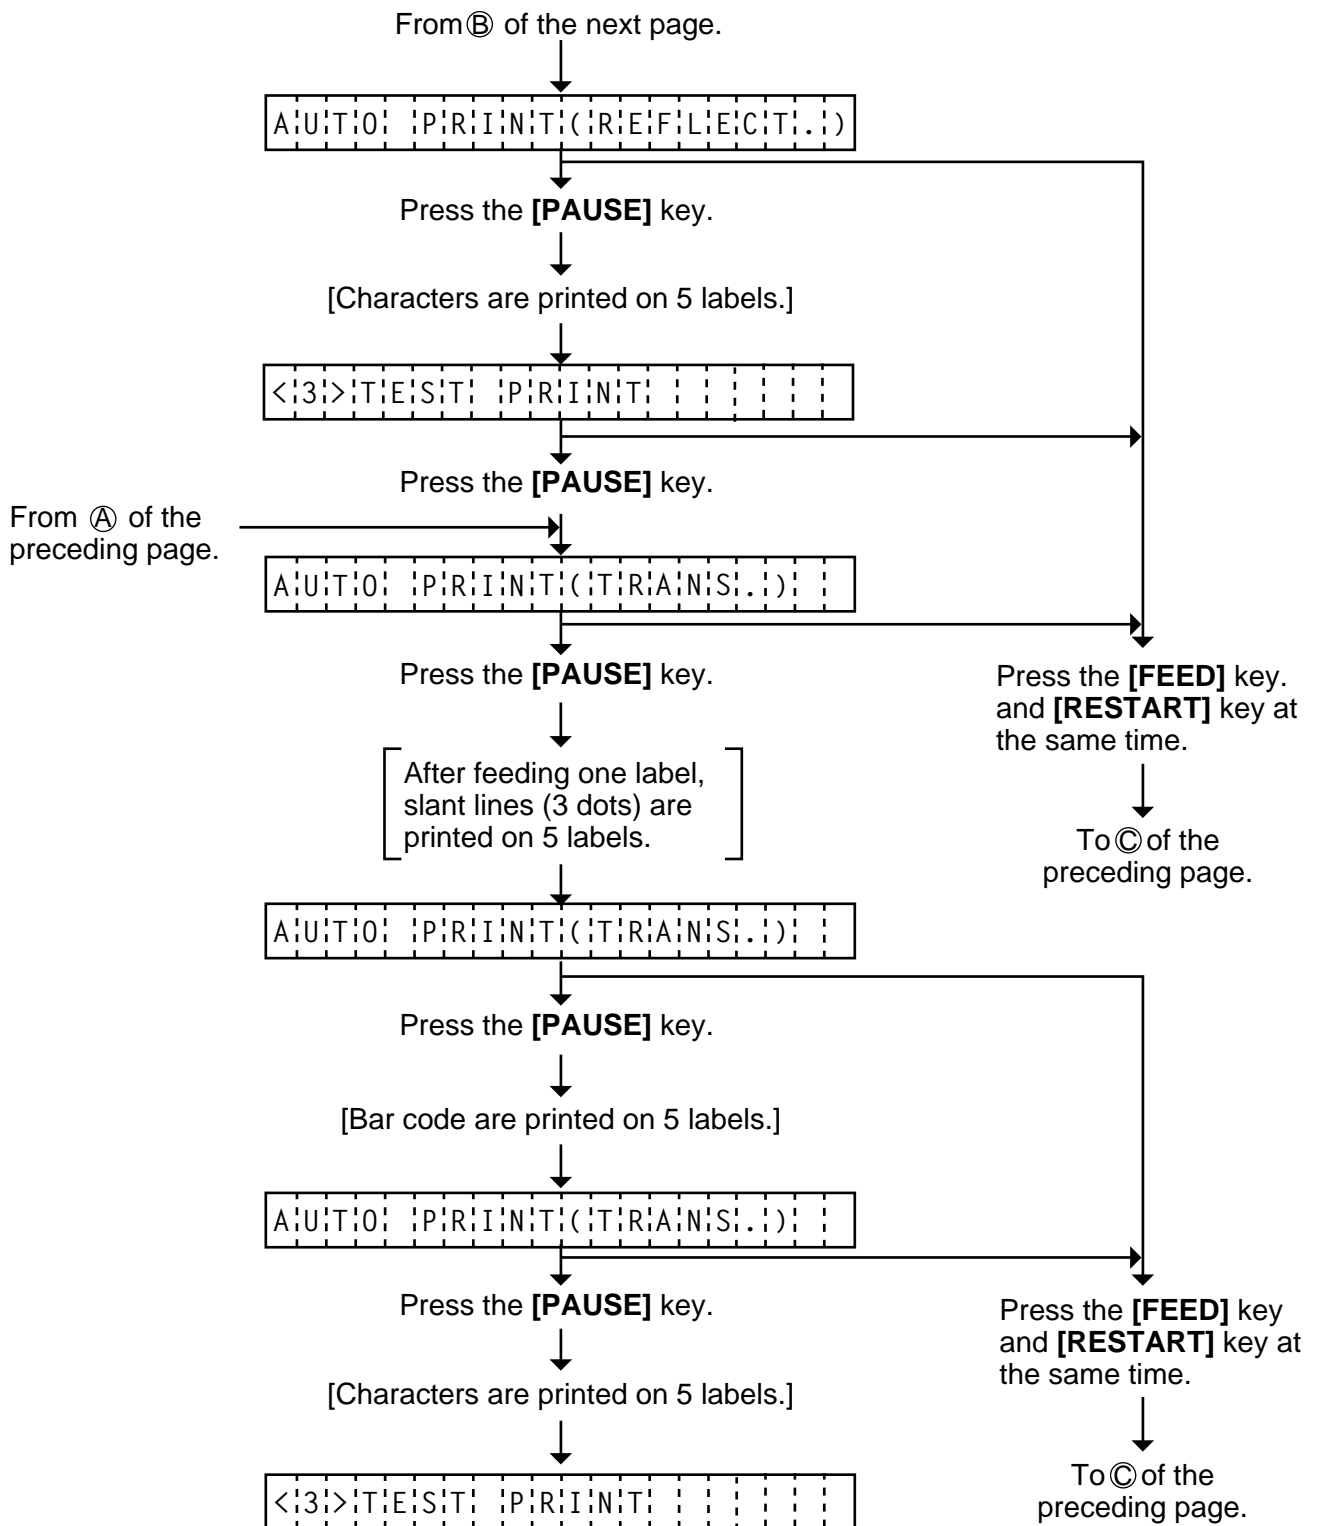 From Ⓑ of the next page.
AUTO PRINT(REFLECT.)
Press the [PAUSE] key.
[Characters are printed on 5 labels.]
<3>TEST PRINT
Press the [PAUSE] key.
From Ⓐ of the
preceding page.
AUTO PRINT(TRANS.)
Press the [PAUSE] key.
Press the [FEED] key.
and [RESTART] key at
the same time.
To Ⓒ of the
preceding page.
After feeding one label,
slant lines (3 dots) are
printed on 5 labels.
AUTO PRINT(TRANS.)
Press the [PAUSE] key.
[Bar code are printed on 5 labels.]
AUTO PRINT(TRANS.)
Press the [PAUSE] key.
Press the [FEED] key
and [RESTART] key at
the same time.
[Characters are printed on 5 labels.]
To Ⓒ of the
preceding page.
<3>TEST PRINT